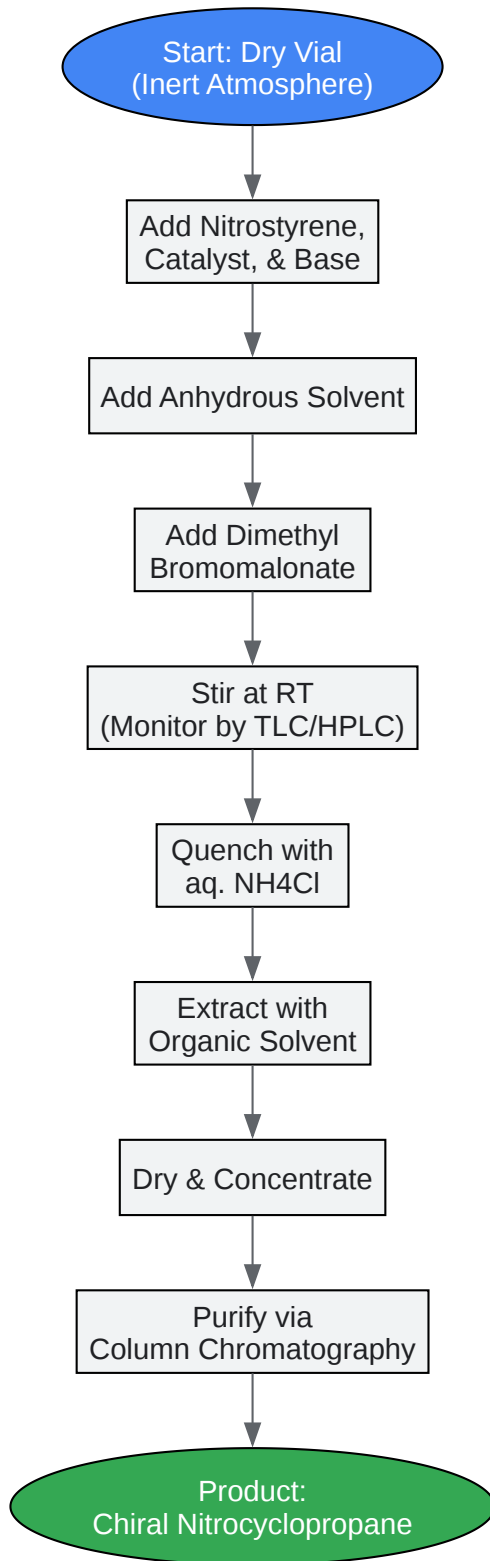 Start: Dry Vial
(Inert Atmosphere)
Add Nitrostyrene,
Catalyst, & Base
Add Anhydrous Solvent
Add Dimethyl
Bromomalonate
Stir at RT
(Monitor by TLC/HPLC)
Quench with
aq. NH4Cl
Extract with
Organic Solvent
Dry & Concentrate
Purify via
Column Chromatography
Product:
Chiral Nitrocyclopropane